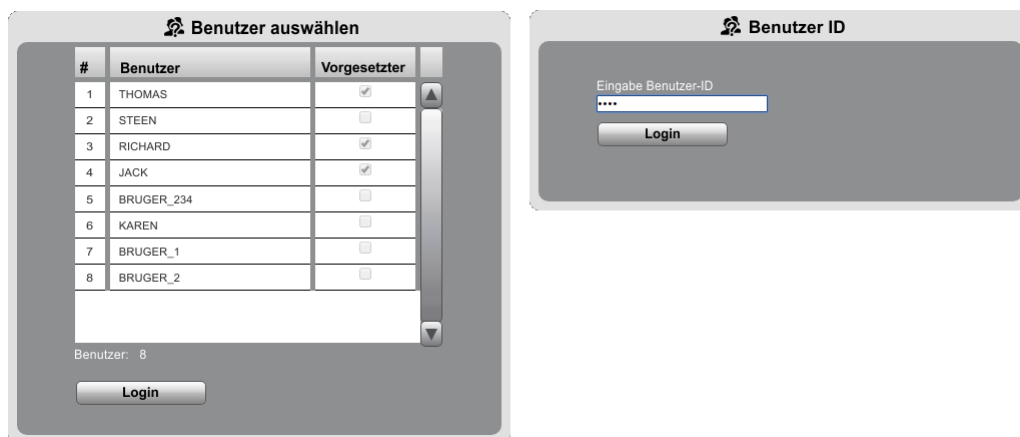 Benutzer auswählen
# Benutzer Vorgesetzter
1 THOMAS
2 STEEN
3 RICHARD
4 JACK
5 BRUGER_234
6 KAREN
7 BRUGER_1
8 BRUGER_2
Benutzer: 8
Login
Benutzer ID
Eingabe Benutzer-ID
••••
Login